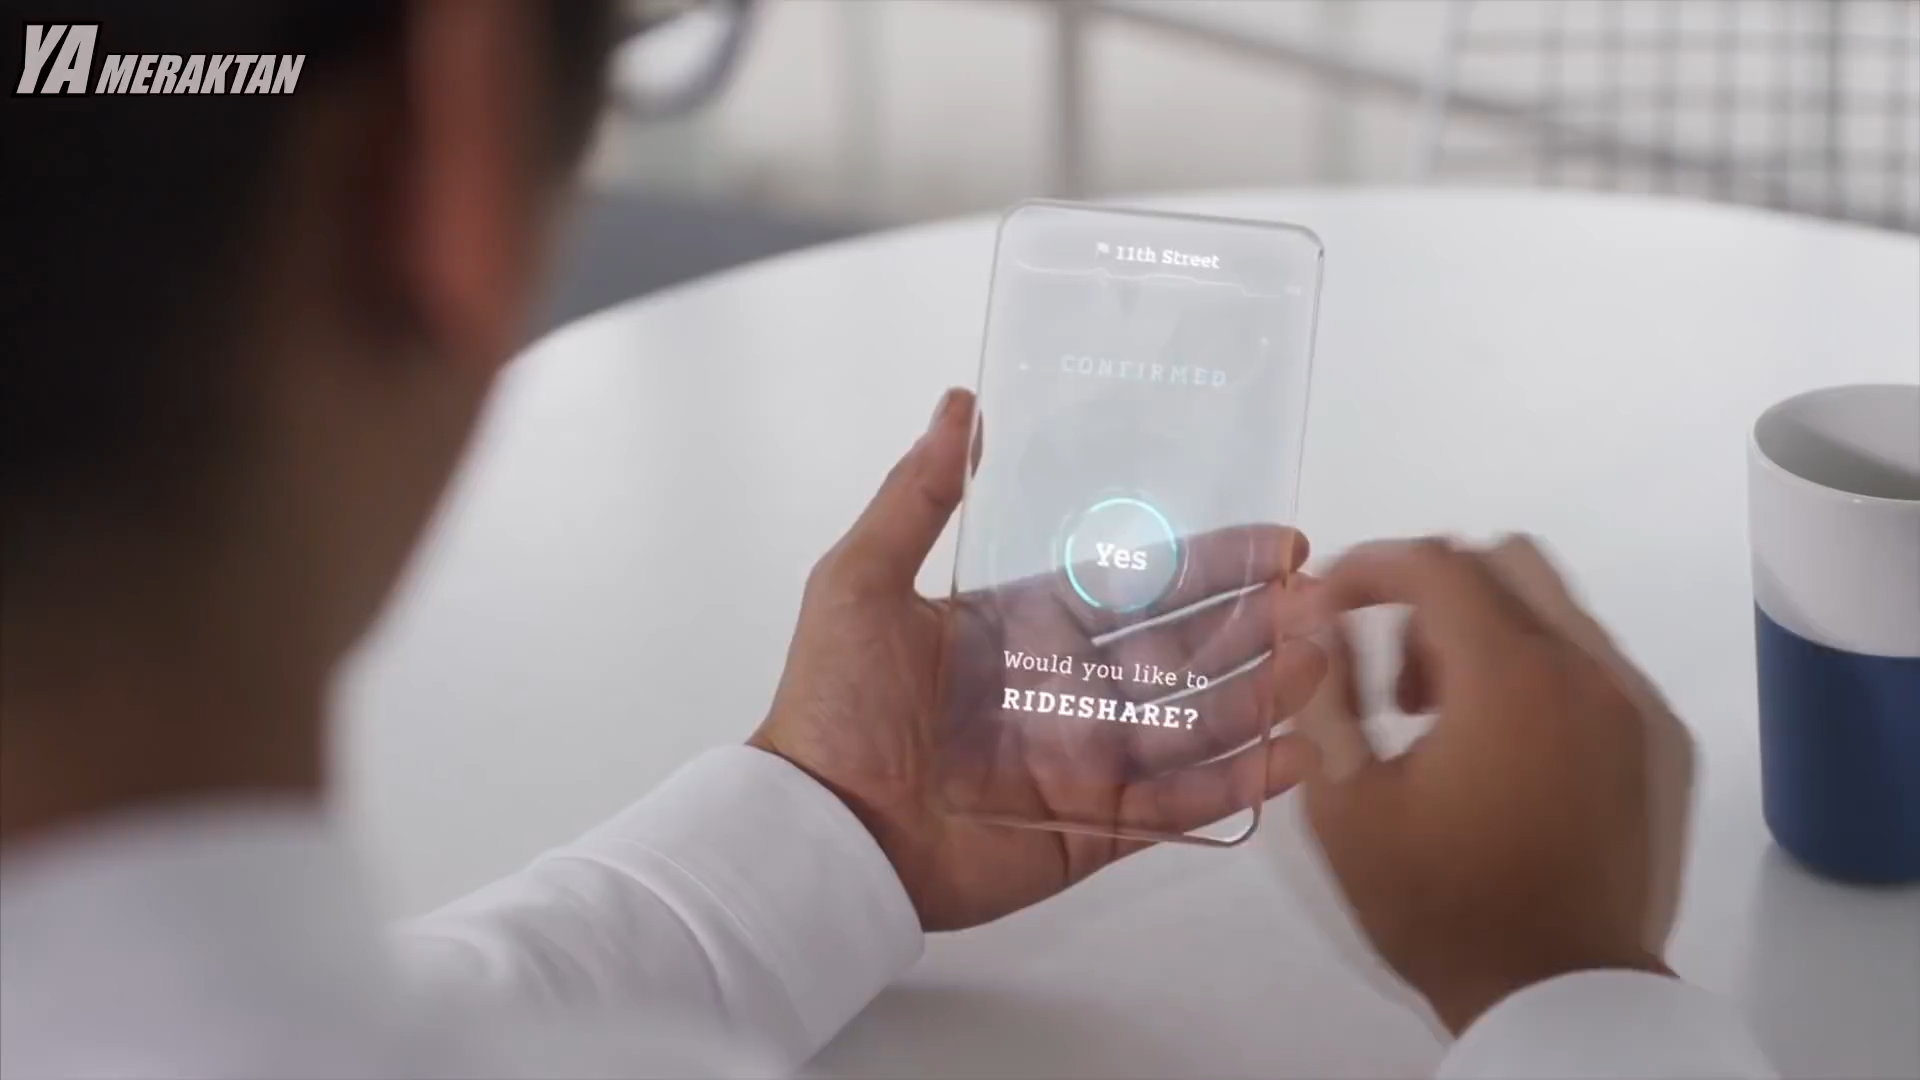 YA MERAKTAN
11th Street
CONFIRMED
Yes
Would you like to
RIDESHARE?